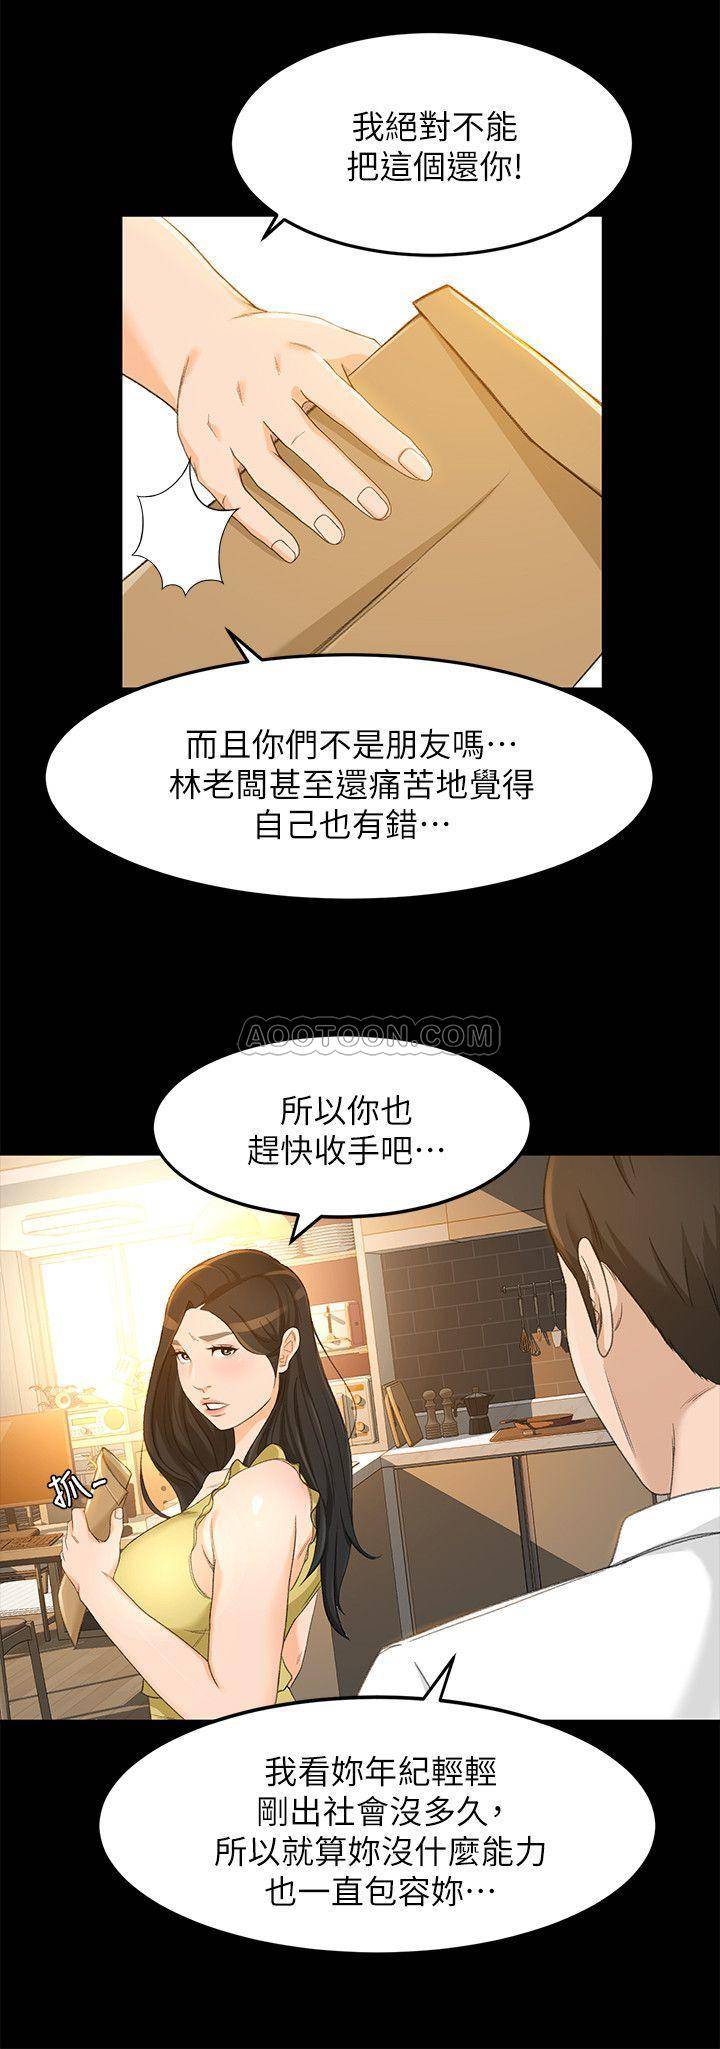 我絕對不能
把這個還你!
而且你們不是朋友嗎…
林老闆甚至還痛苦地覺得
自己也有錯…
AOOTOON.COM
所以你也
趕快收手吧…
抓-
我看妳年紀輕輕
剛出社會沒多久，
所以就算妳沒什麼能力
也一直包容妳…